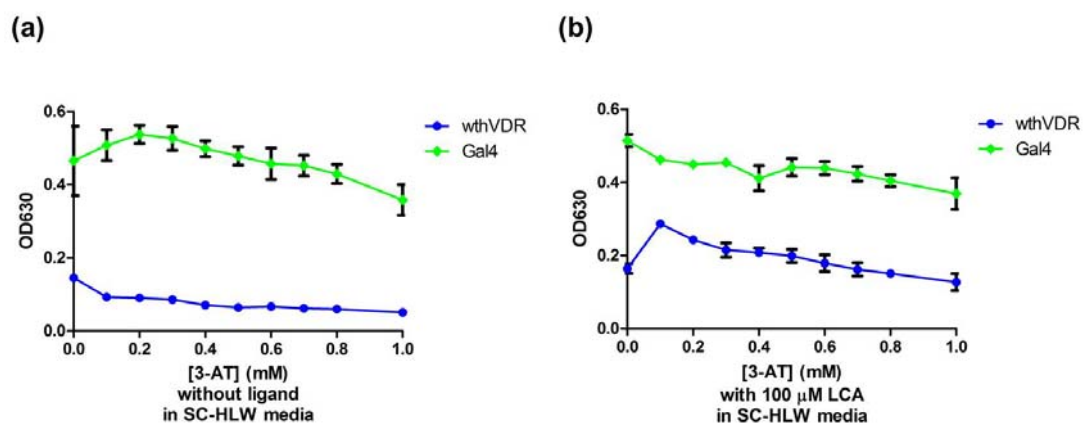 (a)
0.6
0.4
0.2
0.0
OD630
0.0 0.2 0.4 0.6 0.8 1.0
[3-AT] (mM)
without ligand
in SC-HLW media
wthVDR
Gal4
(b)
0.6
0.4
0.2
0.0
OD630
0.0 0.2 0.4 0.6 0.8 1.0
[3-AT] (mM)
with 100 μM LCA
in SC-HLW media
wthVDR
Gal4